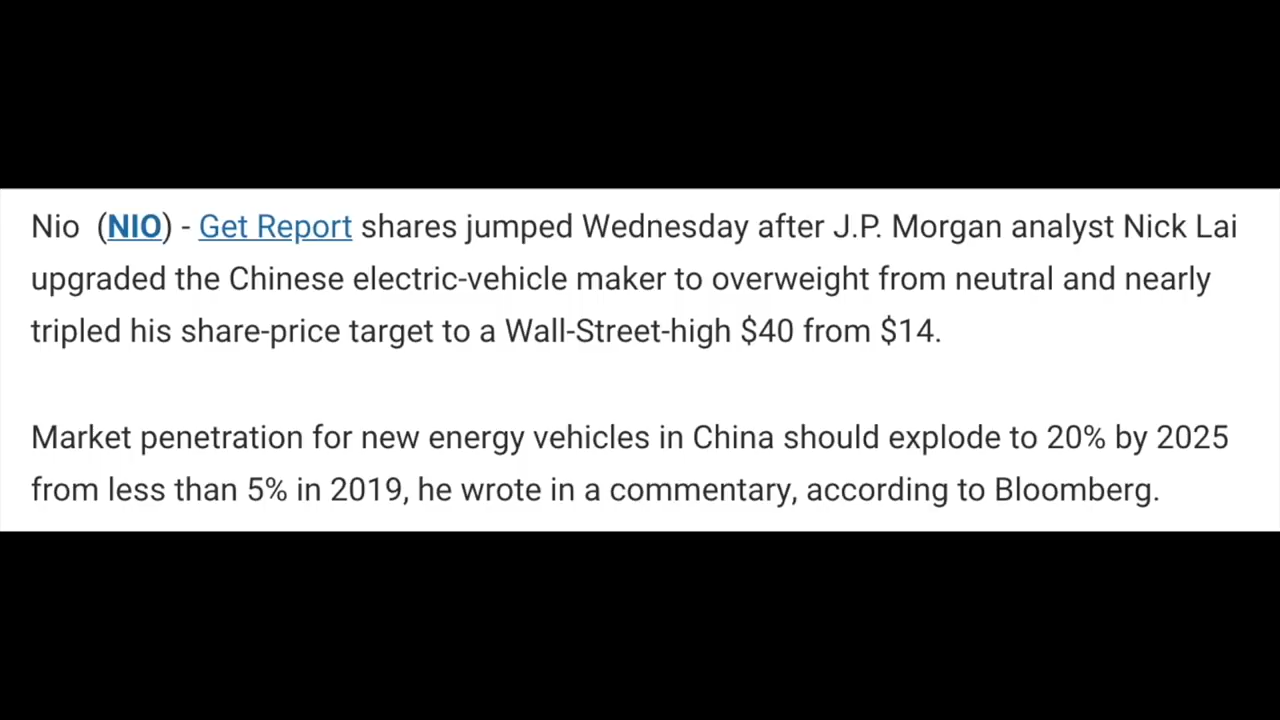 Nio (NIO) - Get Report shares jumped Wednesday after J.P. Morgan analyst Nick Lai
upgraded the Chinese electric-vehicle maker to overweight from neutral and nearly
tripled his share-price target to a Wall-Street-high $40 from $14.
Market penetration for new energy vehicles in China should explode to 20% by 2025
from less than 5% in 2019, he wrote in a commentary, according to Bloomberg.